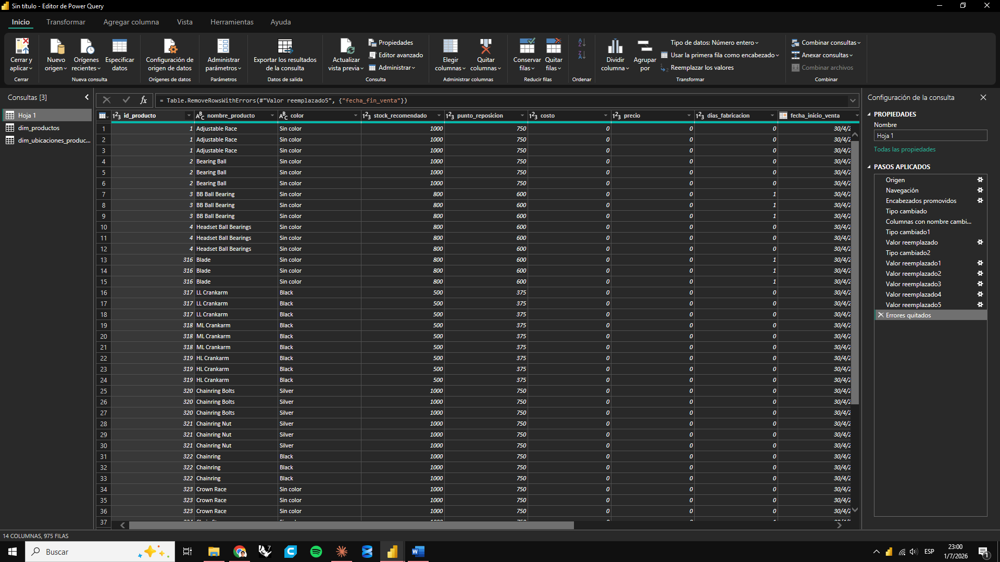 Sin título - Editor de Power Query
Inicio Transformar Agregar columna Vista Herramientas Ayuda
Cerrar y aplicar
Cerrar
Nuevo origen
Orígenes recientes
Especificar datos
Nueva consulta
Configuración de origen de datos
Orígenes de datos
Administrar parámetros
Parámetros
Exportar los resultados de la consulta
Datos de salida
Actualizar vista previa
Propiedades
Editor avanzado
Administrar
Consulta
Elegir columnas
Quitar columnas
Administrar columnas
Conservar filas
Quitar filas
Reducir filas
Ordenar
Dividir columna
Agrupar por
Tipo de datos: Número entero
Usar la primera fila como encabezado
Reemplazar los valores
Transformar
Combinar consultas
Anexar consultas
Combinar archivos
Combinar
Consultas [3]
Hoja 1
dim_productos
dim_ubicaciones_produc...
fx = Table.RemoveRowsWithErrors(#"Valor reemplazado5", {"fecha_fin_venta"})
id_producto nombre_producto color stock_recomendado punto_reposicion costo precio dias_fabricacion fecha_inicio_venta
1 1 Adjustable Race Sin color 1000 750 0 0 0 30/4/2
2 1 Adjustable Race Sin color 1000 750 0 0 0 30/4/2
3 1 Adjustable Race Sin color 1000 750 0 0 0 30/4/2
4 2 Bearing Ball Sin color 1000 750 0 0 0 30/4/2
5 2 Bearing Ball Sin color 1000 750 0 0 0 30/4/2
6 2 Bearing Ball Sin color 1000 750 0 0 0 30/4/2
7 3 BB Ball Bearing Sin color 800 600 0 0 1 30/4/2
8 3 BB Ball Bearing Sin color 800 600 0 0 1 30/4/2
9 3 BB Ball Bearing Sin color 800 600 0 0 1 30/4/2
10 4 Headset Ball Bearings Sin color 800 600 0 0 0 30/4/2
11 4 Headset Ball Bearings Sin color 800 600 0 0 0 30/4/2
12 4 Headset Ball Bearings Sin color 800 600 0 0 0 30/4/2
13 316 Blade Sin color 800 600 0 0 1 30/4/2
14 316 Blade Sin color 800 600 0 0 1 30/4/2
15 316 Blade Sin color 800 600 0 0 1 30/4/2
16 317 LL Crankarm Black 500 375 0 0 0 30/4/2
17 317 LL Crankarm Black 500 375 0 0 0 30/4/2
18 317 LL Crankarm Black 500 375 0 0 0 30/4/2
19 318 ML Crankarm Black 500 375 0 0 0 30/4/2
20 318 ML Crankarm Black 500 375 0 0 0 30/4/2
21 318 ML Crankarm Black 500 375 0 0 0 30/4/2
22 319 HL Crankarm Black 500 375 0 0 0 30/4/2
23 319 HL Crankarm Black 500 375 0 0 0 30/4/2
24 319 HL Crankarm Black 500 375 0 0 0 30/4/2
25 320 Chainring Bolts Silver 1000 750 0 0 0 30/4/2
26 320 Chainring Bolts Silver 1000 750 0 0 0 30/4/2
27 320 Chainring Bolts Silver 1000 750 0 0 0 30/4/2
28 321 Chainring Nut Silver 1000 750 0 0 0 30/4/2
29 321 Chainring Nut Silver 1000 750 0 0 0 30/4/2
30 321 Chainring Nut Silver 1000 750 0 0 0 30/4/2
31 322 Chainring Black 1000 750 0 0 0 30/4/2
32 322 Chainring Black 1000 750 0 0 0 30/4/2
33 322 Chainring Black 1000 750 0 0 0 30/4/2
34 323 Crown Race Sin color 1000 750 0 0 0 30/4/2
35 323 Crown Race Sin color 1000 750 0 0 0 30/4/2
36 323 Crown Race Sin color 1000 750 0 0 0 30/4/2
37
Configuración de la consulta
PROPIEDADES
Nombre
Hoja 1
Todas las propiedades
PASOS APLICADOS
Origen
Navegación
Encabezados promovidos
Tipo cambiado
Columnas con nombre cambi...
Tipo cambiado1
Valor reemplazado
Tipo cambiado2
Valor reemplazado1
Valor reemplazado2
Valor reemplazado3
Valor reemplazado4
Valor reemplazado5
Errores quitados
14 COLUMNAS, 975 FILAS
Buscar
ESP
23:00
1/7/2026
1